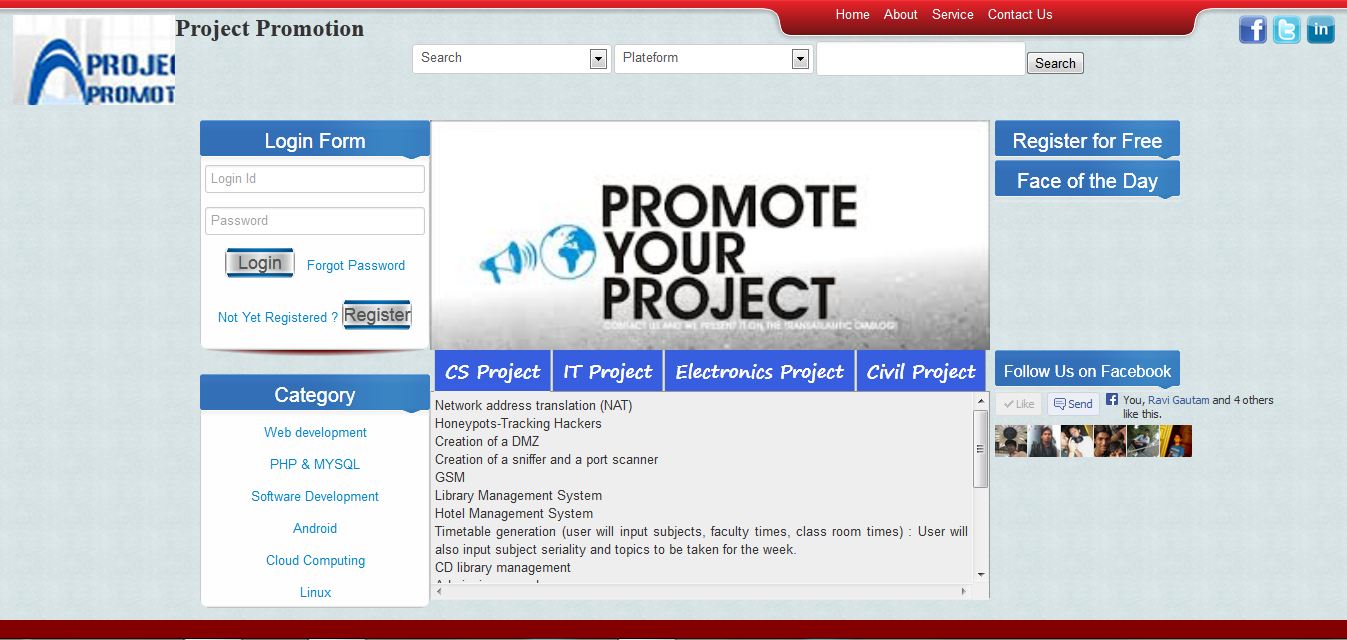 Home About Service Contact Us
in
Project Promotion
PROJE
PROMOT
Search Plateform Search
Login Form
Login Id
Password
Login Forgot Password
Not Yet Registered ? Register
Category
Web development
PHP & MYSQL
Software Development
Android
Cloud Computing
Linux
PROMOTE
YOUR
PROJECT
CONTACT US AND WE PRESENT IT ON THE TRANSATLANTIC DIABLOG!
CS Project IT Project Electronics Project Civil Project
Network address translation (NAT)
Honeypots-Tracking Hackers
Creation of a DMZ
Creation of a sniffer and a port scanner
GSM
Library Management System
Hotel Management System
Timetable generation (user will input subjects, faculty times, class room times) : User will
also input subject seriality and topics to be taken for the week.
CD library management
Register for Free
Face of the Day
Follow Us on Facebook
Like Send You, Ravi Gautam and 4 others
like this.